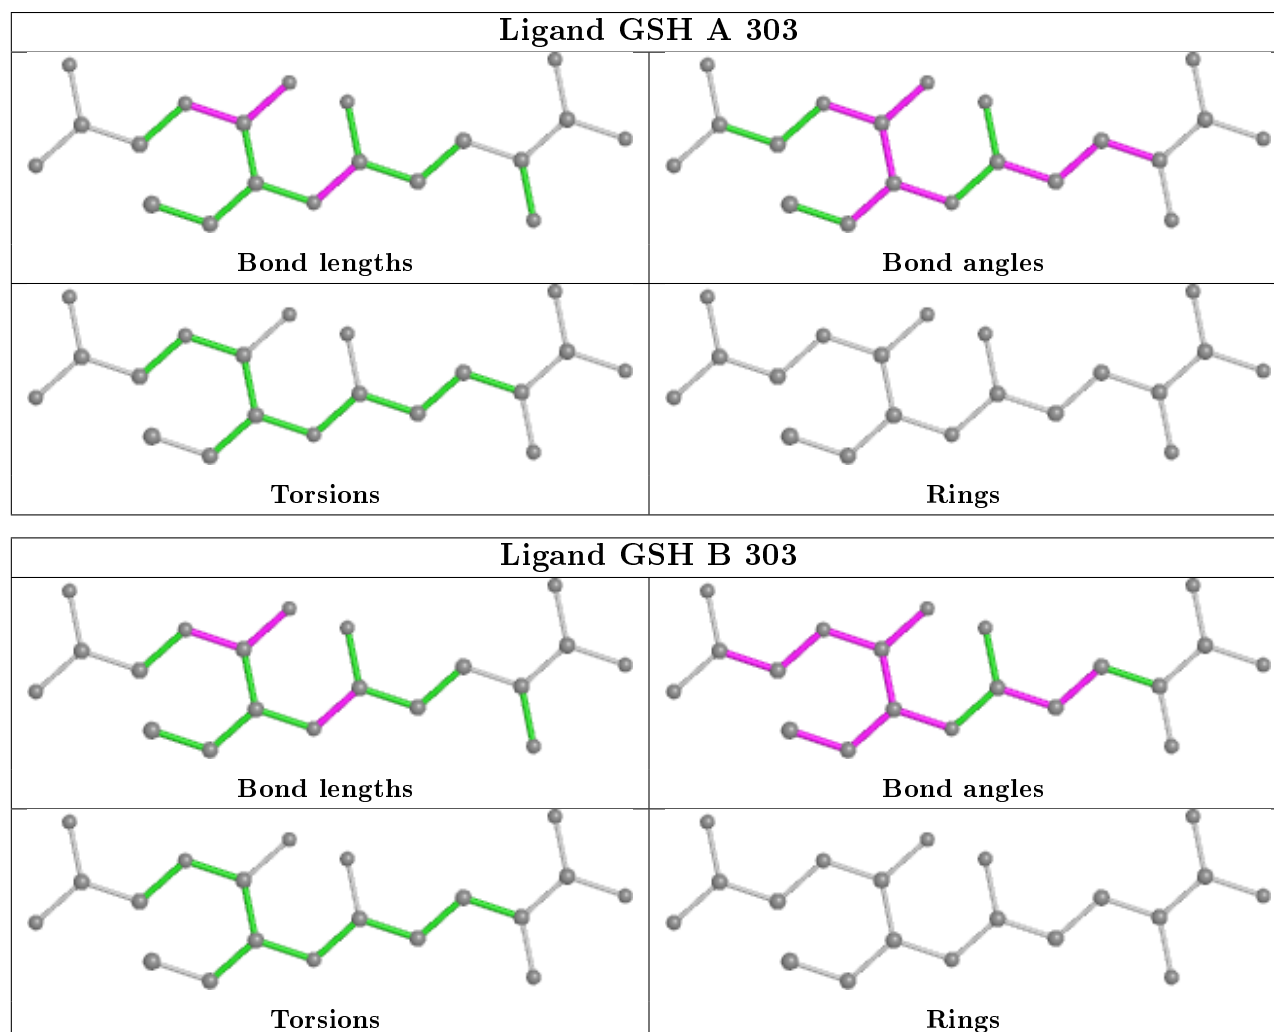 Ligand GSH A 303
Bond lengths
Bond angles
Torsions
Rings
Ligand GSH B 303
Bond lengths
Bond angles
Torsions
Rings